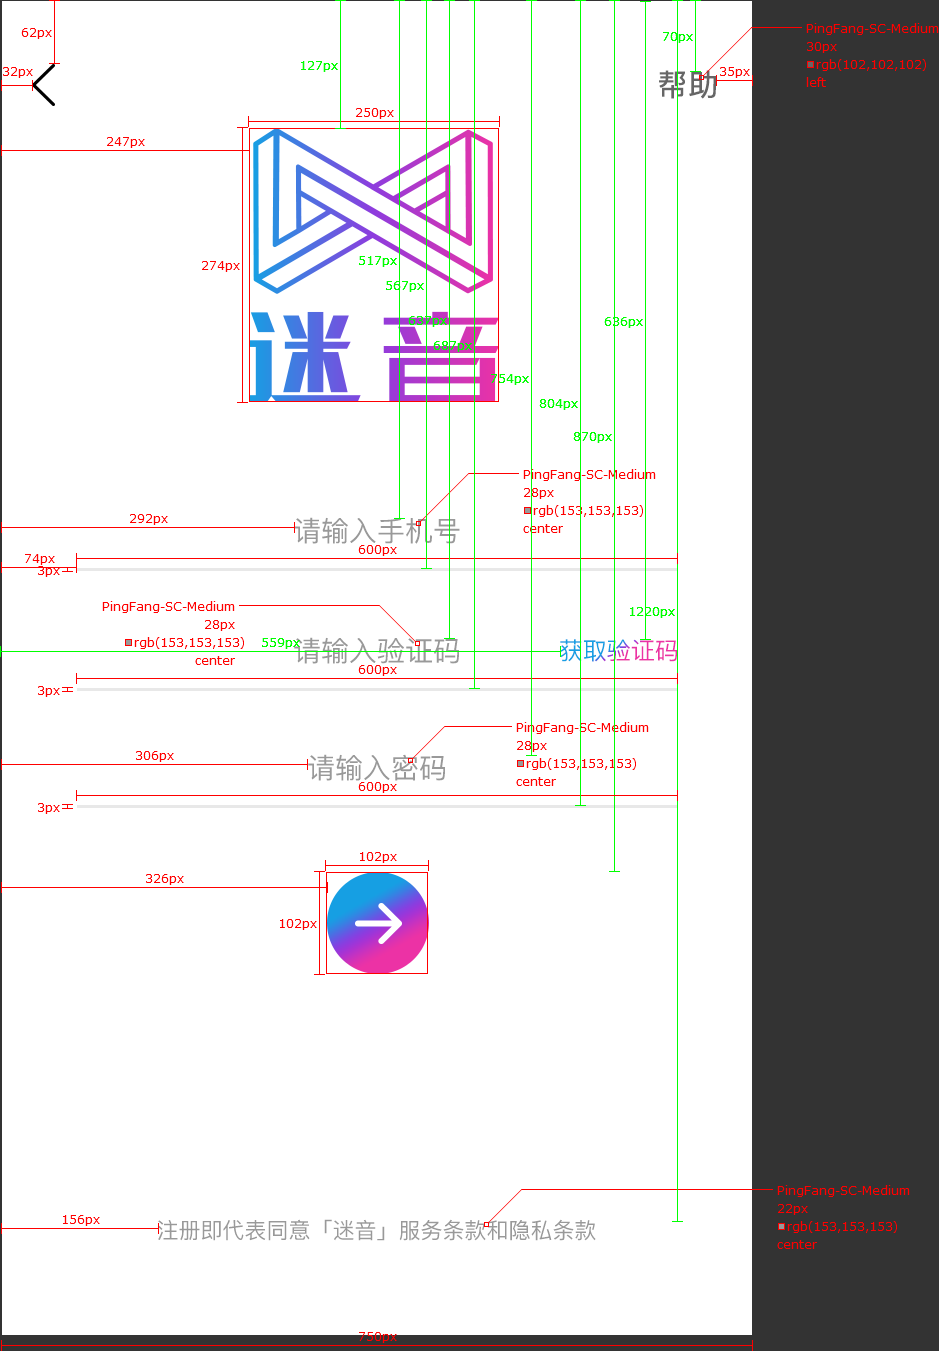 62px
32px
127px
70px
PingFang-SC-Medium
30px
rgb(102,102,102)
left
帮助
35px
250px
247px
274px
517px
567px
637px
687px
迷音
636px
754px
804px
870px
PingFang-SC-Medium
28px
rgb(153,153,153)
center
292px
请输入手机号
600px
74px
3px
PingFang-SC-Medium
28px
rgb(153,153,153)
center
559px
请输入验证码
获取验证码
1220px
600px
3px
PingFang-SC-Medium
28px
rgb(153,153,153)
center
306px
请输入密码
600px
3px
102px
326px
102px
PingFang-SC-Medium
22px
rgb(153,153,153)
center
156px
注册即代表同意「迷音」服务条款和隐私条款
750px